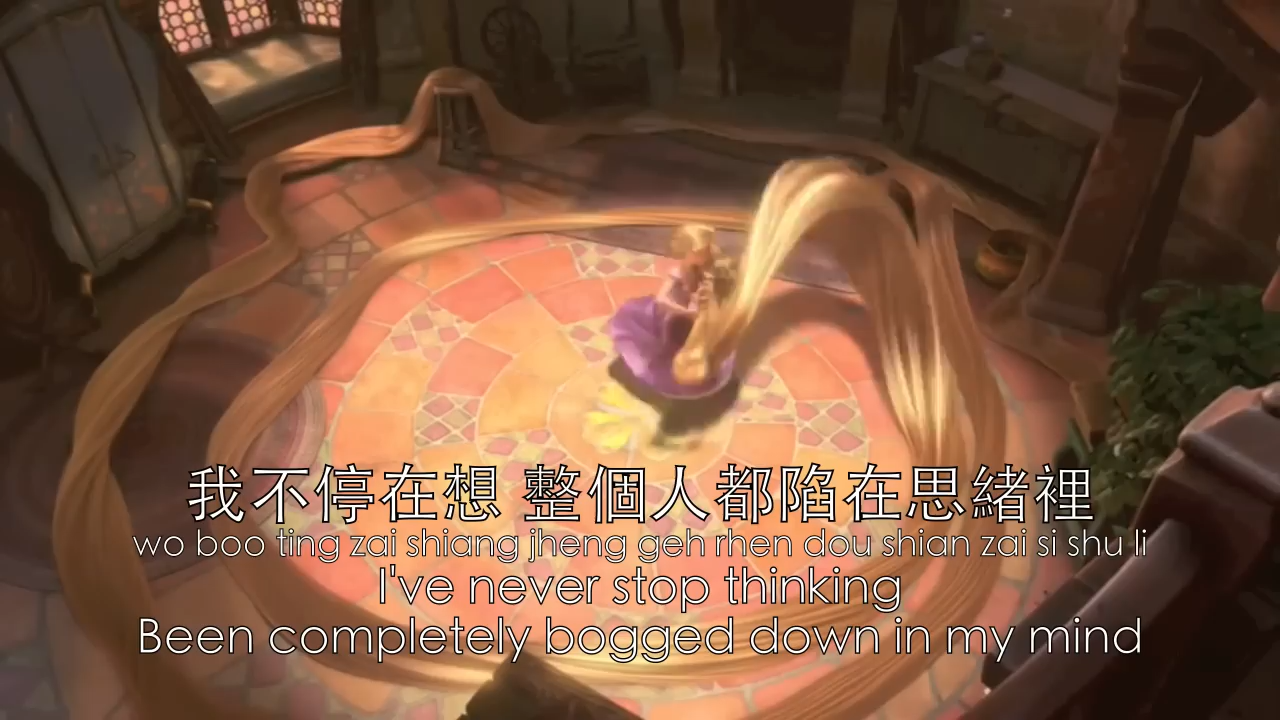 我不停在想 整個人都陷在思緒裡
wo boo ting zai shiang jheng geh rhen dou shian zai si shu li
I've never stop thinking
Been completely bogged down in my mind